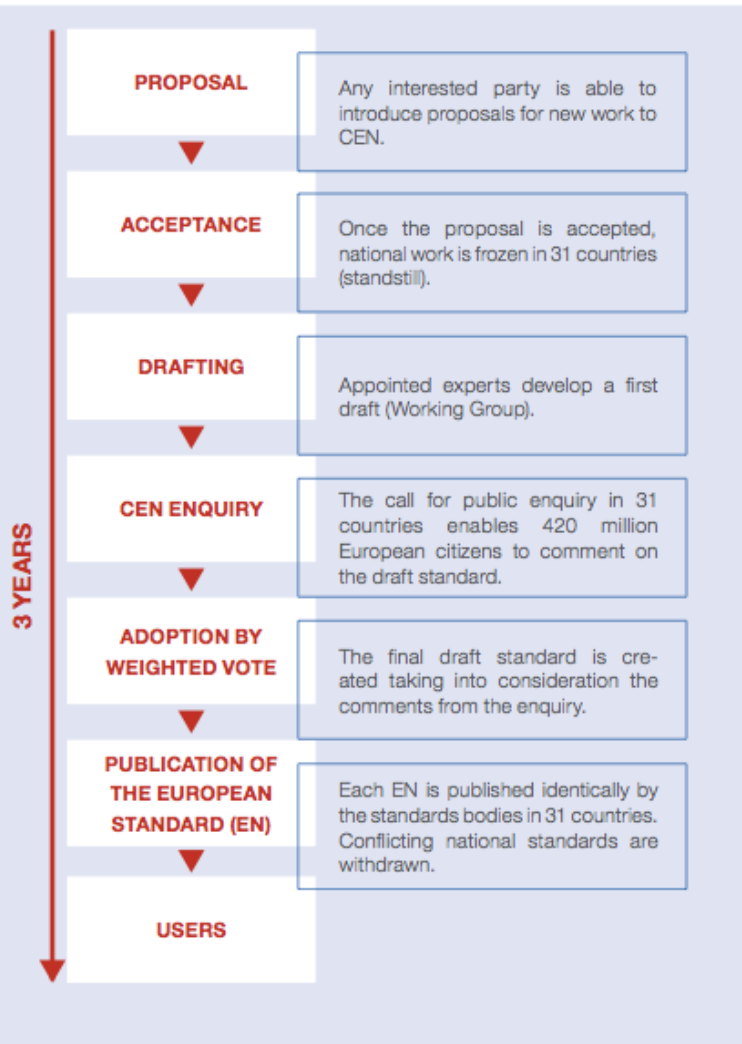 PROPOSAL
Any interested party is able to
introduce proposals for new work to
CEN.
ACCEPTANCE
Once the proposal is accepted,
national work is frozen in 31 countries
(standstill).
DRAFTING
Appointed experts develop a first
draft (Working Group).
CEN ENQUIRY
The call for public enquiry in 31
countries enables 420 million
European citizens to comment on
the draft standard.
3 YEARS
ADOPTION BY
WEIGHTED VOTE
The final draft standard is cre-
ated taking into consideration the
comments from the enquiry.
PUBLICATION OF
THE EUROPEAN
STANDARD (EN)
Each EN is published identically by
the standards bodies in 31 countries.
Conflicting national standards are
withdrawn.
USERS